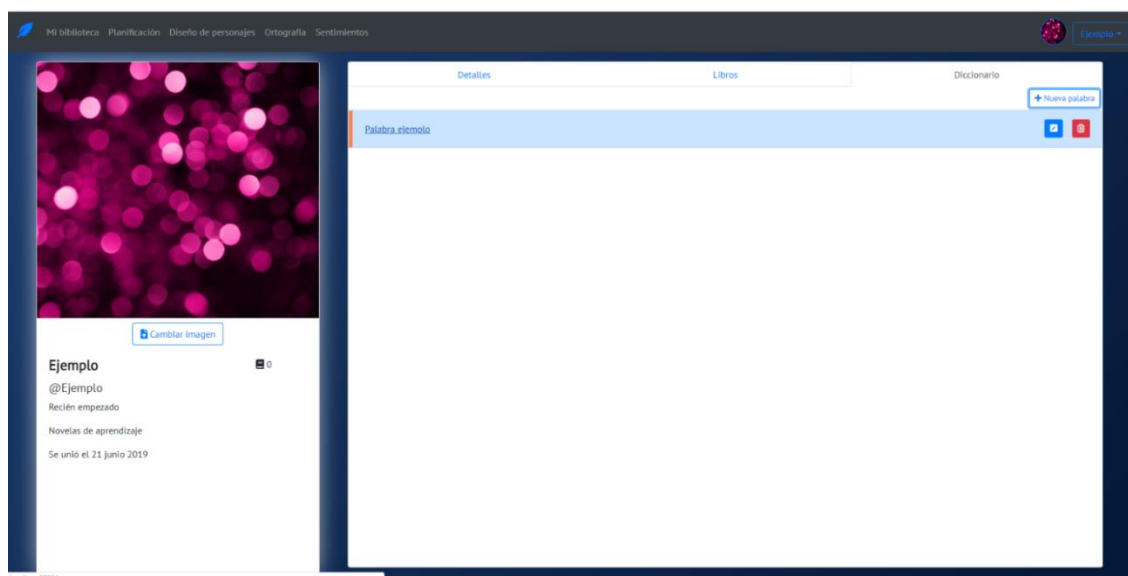 Mi biblioteca Planificación Diseño de personajes Ortografía Sentimientos
Ejemplo
Detalles
Libros
Diccionario
Nueva palabra
Palabra ejemplo
Cambiar imagen
Ejemplo
0
@Ejemplo
Recién empezado
Novelas de aprendizaje
Se unió el 21 junio 2019